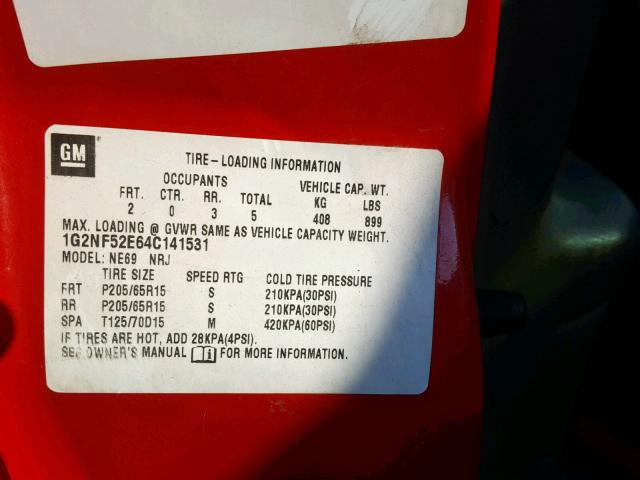 GM
TIRE-LOADING INFORMATION
OCCUPANTS VEHICLE CAP. WT.
FRT. CTR. RR. TOTAL KG LBS
2 0 3 5 408 899
MAX. LOADING @ GVWR SAME AS VEHICLE CAPACITY WEIGHT.
1G2NF52E64C141531
MODEL: NE69 NRJ
TIRE SIZE SPEED RTG COLD TIRE PRESSURE
FRT P205/65R15 S 210KPA(30PSI)
RR P205/65R15 S 210KPA(30PSI)
SPA T125/70D15 M 420KPA(60PSI)
IF TIRES ARE HOT, ADD 28KPA(4PSI).
SEE OWNER'S MANUAL i FOR MORE INFORMATION.